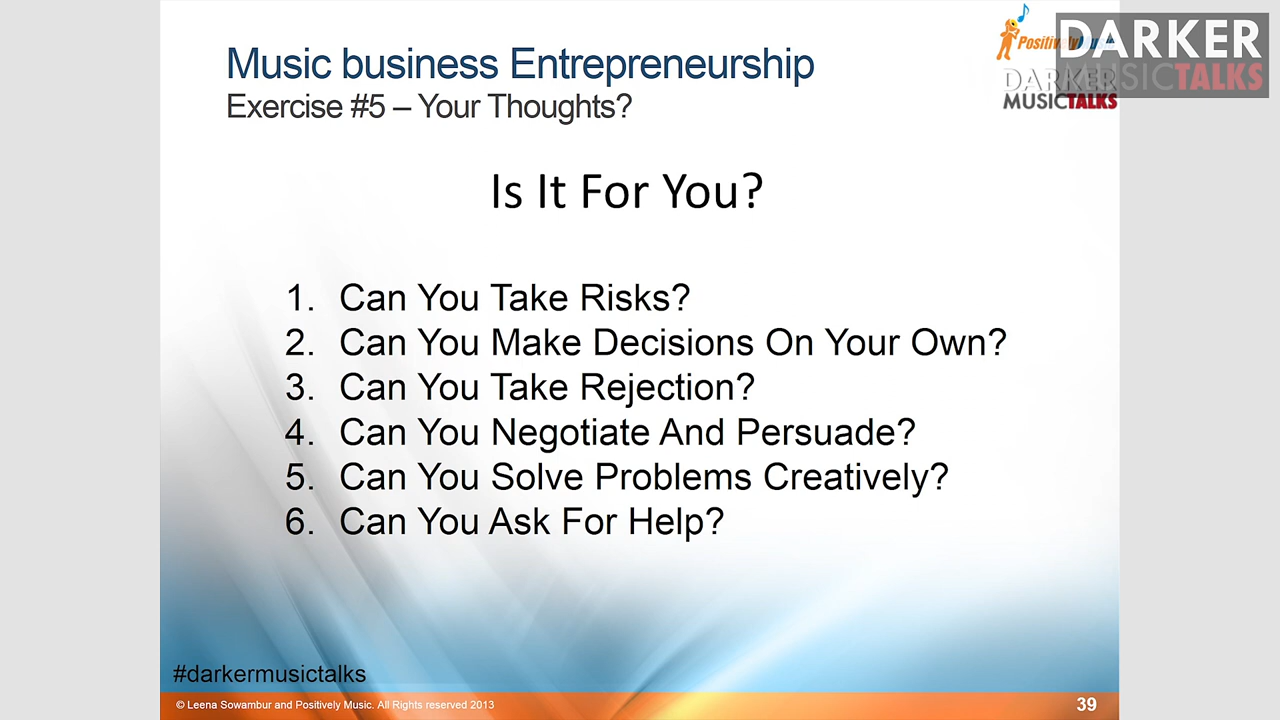 Music business Entrepreneurship
Exercise #5 – Your Thoughts?
DARKER
MUSICTALKS
DARKER
MUSICTALKS
Is It For You?
1. Can You Take Risks?
2. Can You Make Decisions On Your Own?
3. Can You Take Rejection?
4. Can You Negotiate And Persuade?
5. Can You Solve Problems Creatively?
6. Can You Ask For Help?
#darkermusictalks
© Leena Sowambur and Positively Music. All Rights reserved 2013
39